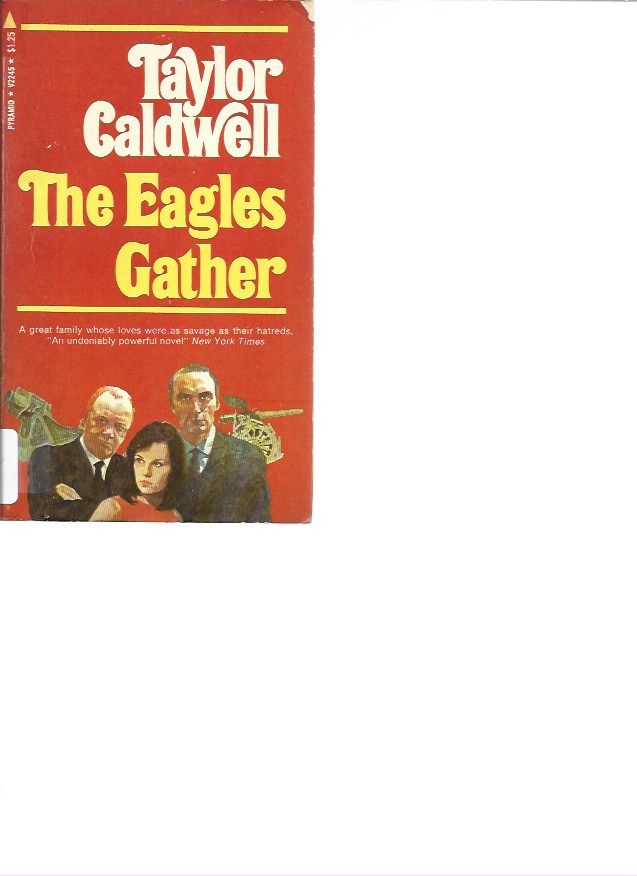 PYRAMID ★ V2245 ★ $1.25
Taylor
Caldwell
The Eagles
Gather
A great family whose loves were as savage as their hatreds.
"An undeniably powerful novel" New York Times